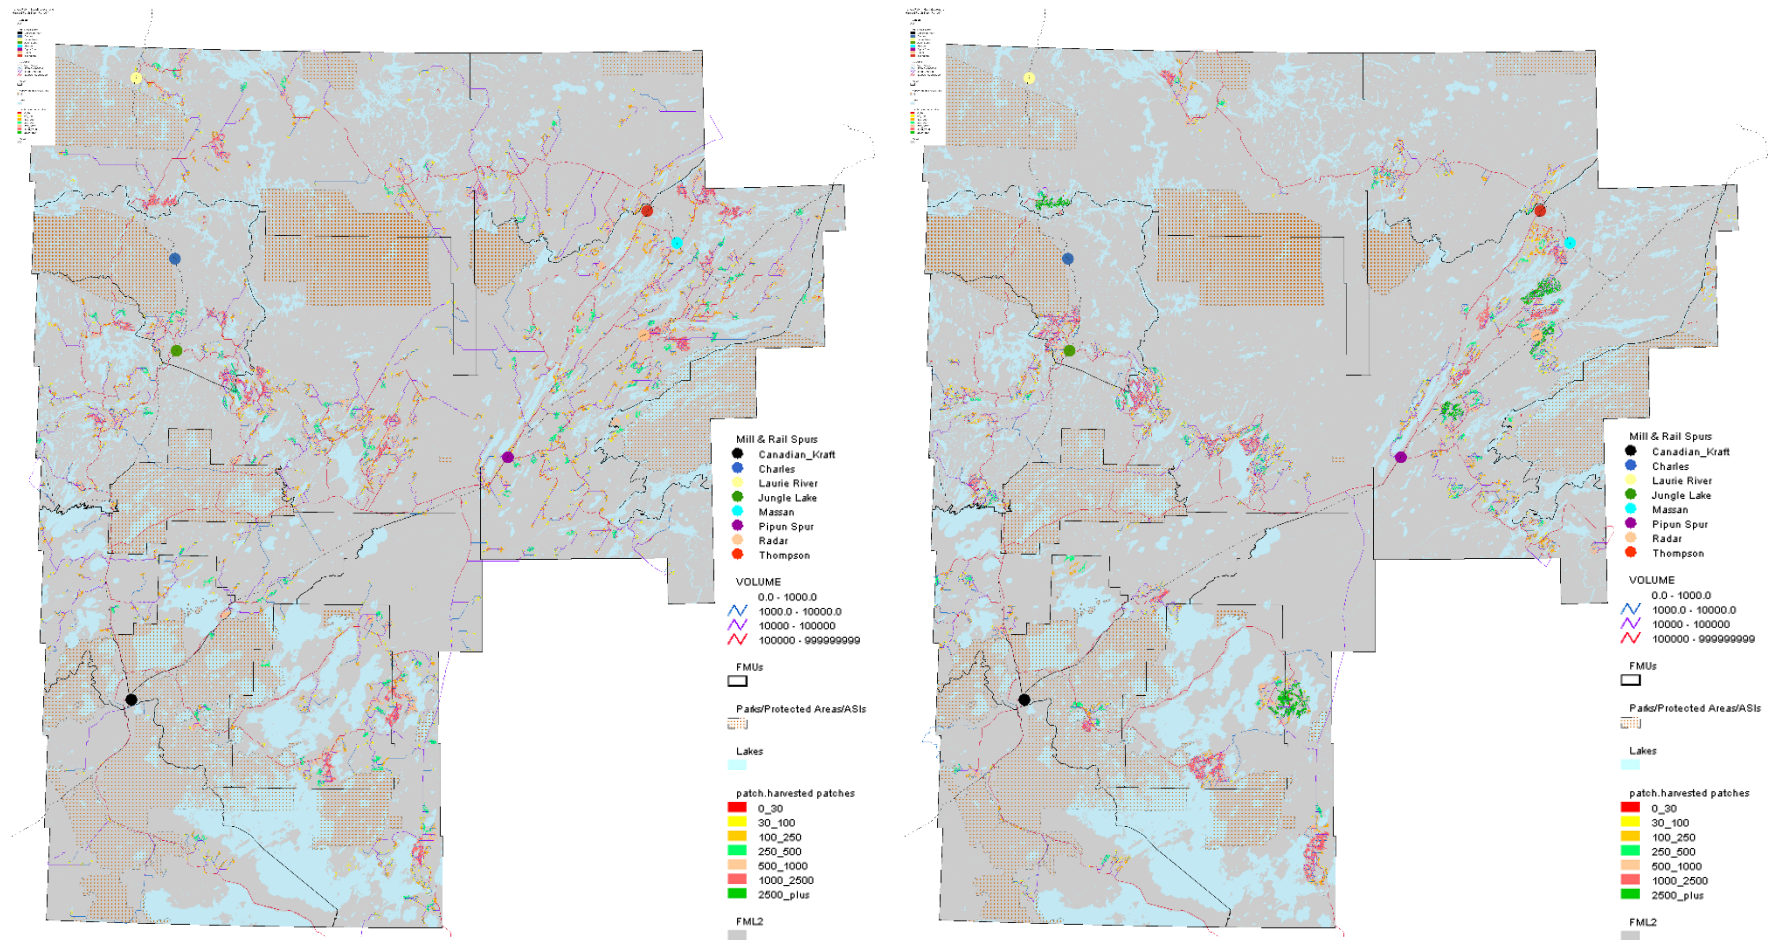 Mill & Rail Spurs
Canadian_Kraft
Charles
Laurie River
Jungle Lake
Massan
Pipun Spur
Radar
Thompson
VOLUME
0.0 - 1000.0
1000.0 - 10000.0
10000 - 100000
100000 - 999999999
FMUs
Parks/Protected Areas/ASIs
Lakes
patch.harvested patches
0_30
30_100
100_250
250_500
500_1000
1000_2500
2500_plus
FML2
Mill & Rail Spurs
Canadian_Kraft
Charles
Laurie River
Jungle Lake
Massan
Pipun Spur
Radar
Thompson
VOLUME
0.0 - 1000.0
1000.0 - 10000.0
10000 - 100000
100000 - 999999999
FMUs
Parks/Protected Areas/ASIs
Lakes
patch.harvested patches
0_30
30_100
100_250
250_500
500_1000
1000_2500
2500_plus
FML2